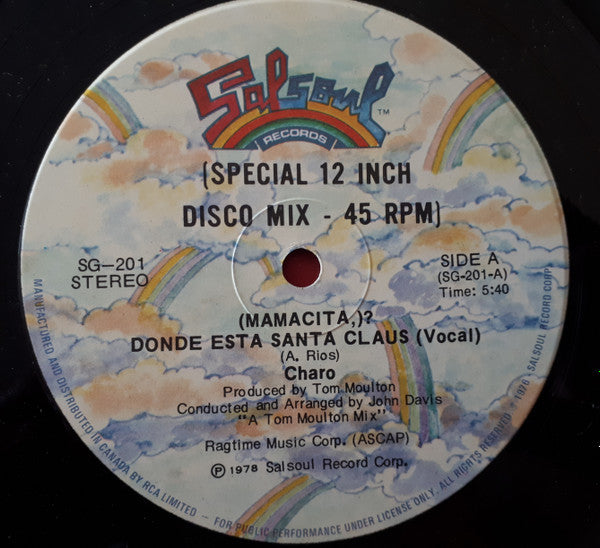 Salsoul ™
RECORDS
(SPECIAL 12 INCH
DISCO MIX - 45 RPM)
SG-201
STEREO
SIDE A
(SG-201-A)
Time: 5:40
(MAMACITA,)?
DONDE ESTA SANTA CLAUS (Vocal)
(A. Rios)
Charo
Produced by Tom Moulton
Conducted and Arranged by John Davis
"A Tom Moulton Mix"
Ragtime Music Corp. (ASCAP)
Ⓟ 1978 Salsoul Record Corp.
MANUFACTURED AND DISTRIBUTED IN CANADA BY RCA LIMITED – FOR PUBLIC PERFORMANCE UNDER LICENSE ONLY. ALL RIGHTS RESERVED - 1976 SALSOUL RECORD CORP.